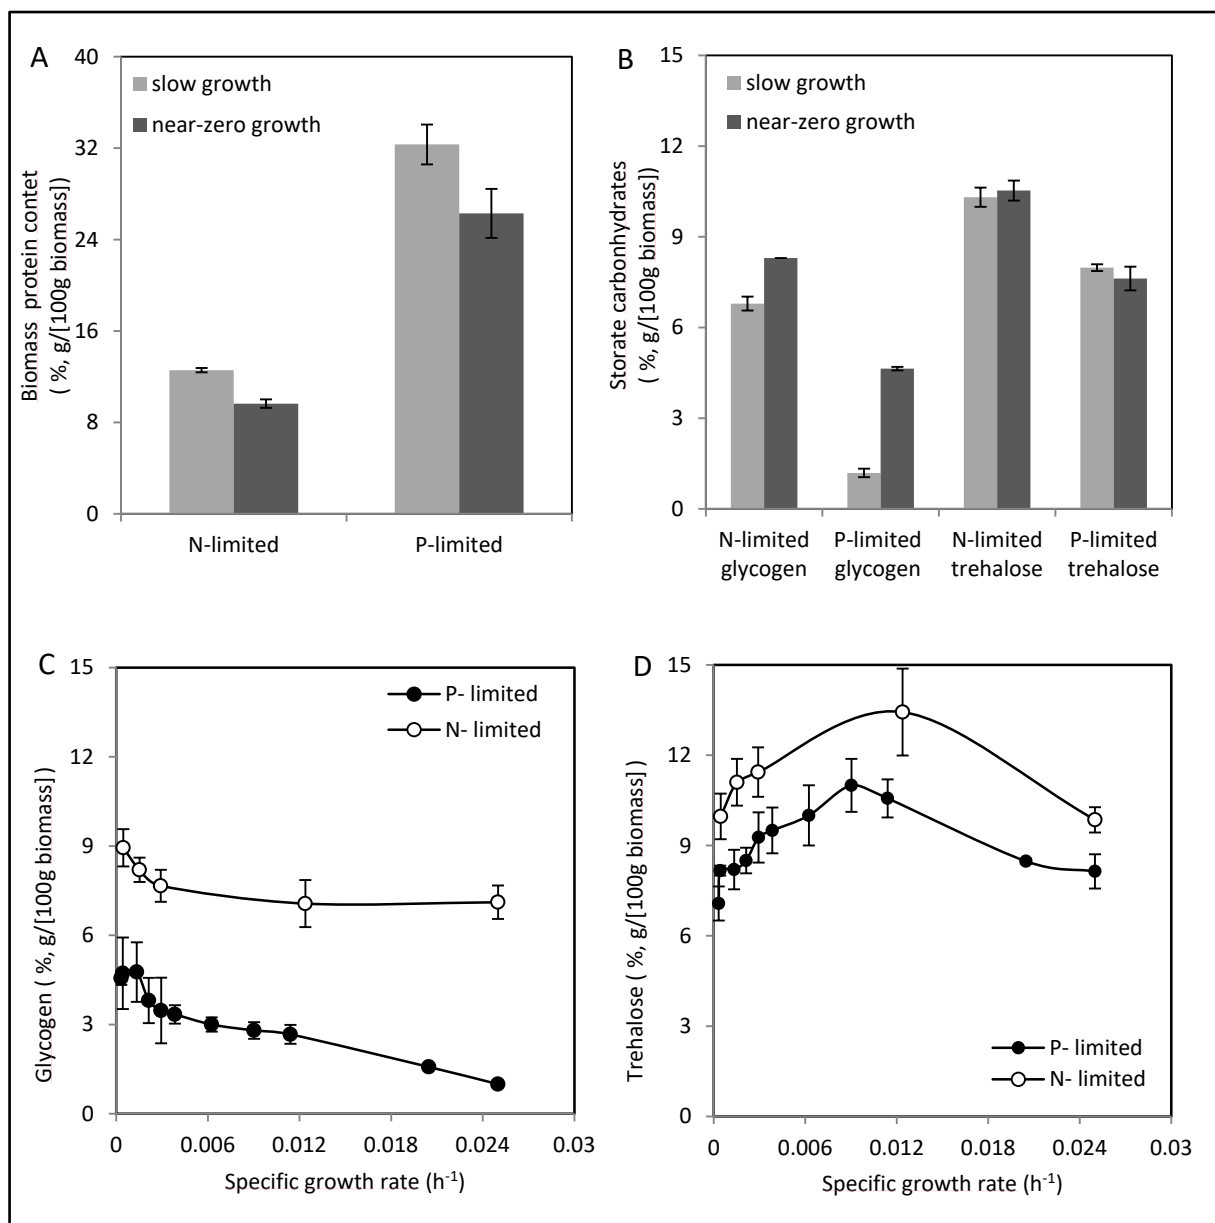 A
40
32
24
16
8
0
Biomass protein contet
( %, g/[100g biomass])
slow growth
near-zero growth
N-limited
P-limited
B
15
12
9
6
3
0
Storate carbonhydrates
( %, g/[100g biomass])
slow growth
near-zero growth
N-limited
glycogen
P-limited
glycogen
N-limited
trehalose
P-limited
trehalose
C
15
12
9
6
3
0
Glycogen ( %, g/[100g biomass])
P- limited
N- limited
0
0.006
0.012
0.018
0.024
0.03
Specific growth rate (h-1)
D
15
12
9
6
3
0
Trehalose ( %, g/[100g biomass])
P- limited
N- limited
0
0.006
0.012
0.018
0.024
0.03
Specific growth rate (h-1)